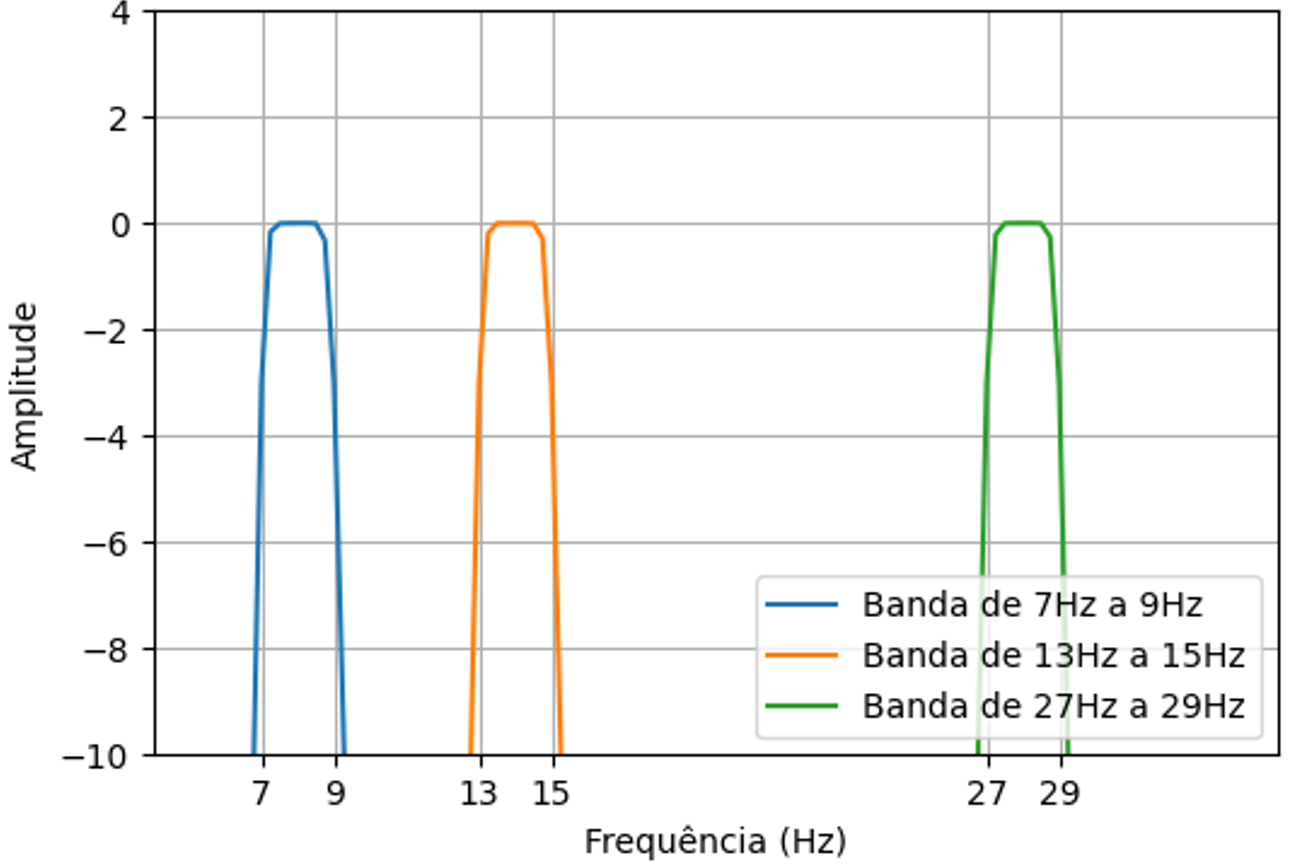 4
2
0
−2
−4
−6
−8
−10
Amplitude
7 9 13 15 27 29
Frequência (Hz)
Banda de 7Hz a 9Hz
Banda de 13Hz a 15Hz
Banda de 27Hz a 29Hz